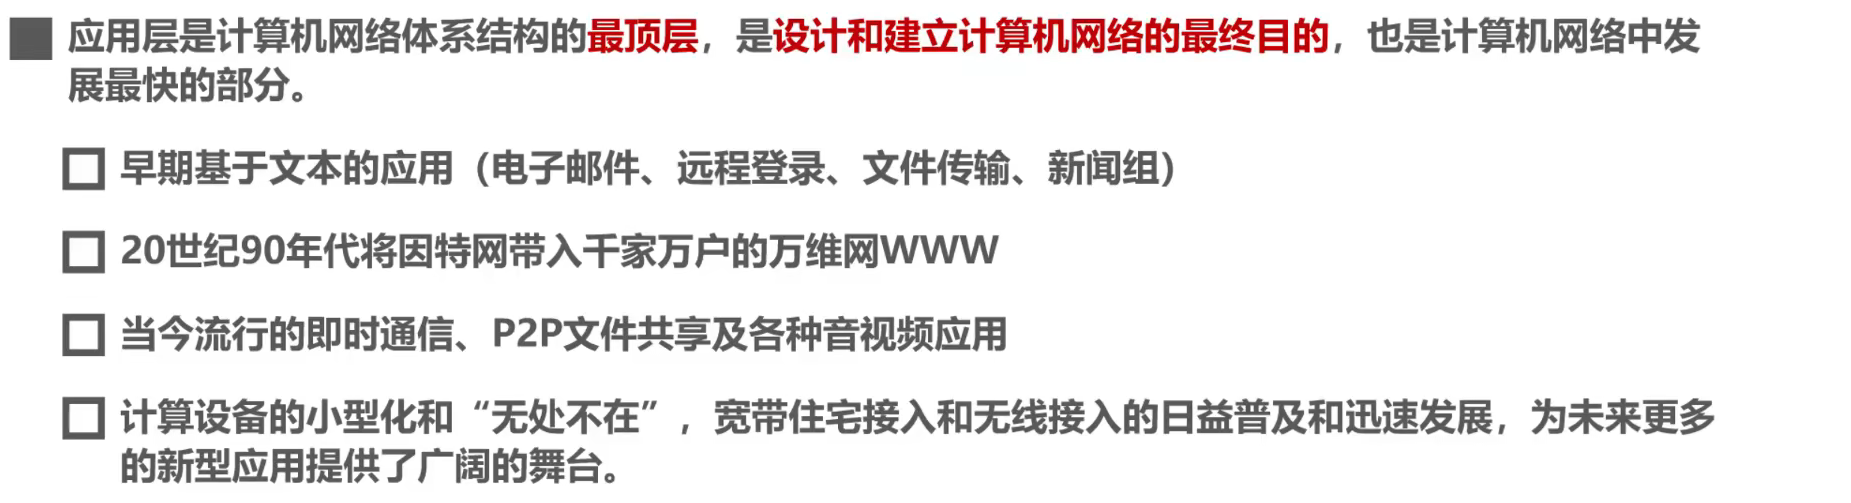 应用层是计算机网络体系结构的最顶层，是设计和建立计算机网络的最终目的，也是计算机网络中发
展最快的部分。
早期基于文本的应用（电子邮件、远程登录、文件传输、新闻组）
20世纪90年代将因特网带入千家万户的万维网WWW
当今流行的即时通信、P2P文件共享及各种音视频应用
计算设备的小型化和“无处不在”，宽带住宅接入和无线接入的日益普及和迅速发展，为未来更多
的新型应用提供了广阔的舞台。